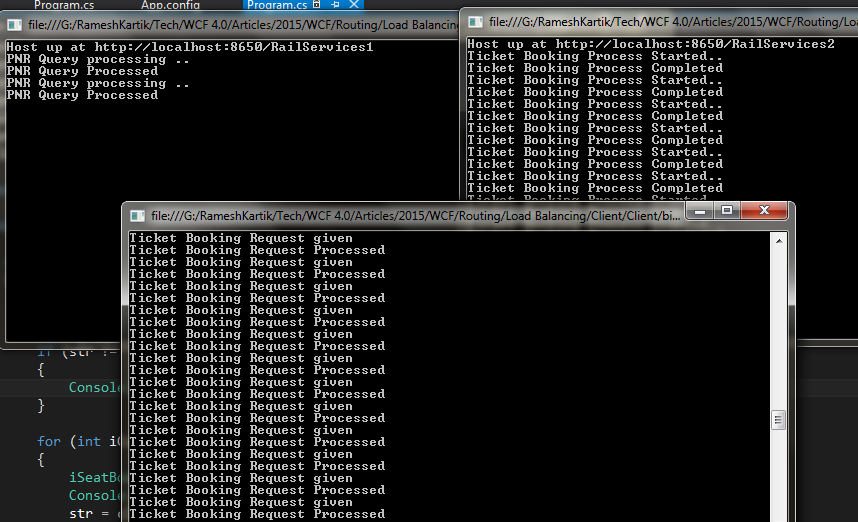 Program.cs App.config Program.cs
file:///G:/RameshKartik/Tech/WCF 4.0/Articles/2015/WCF/Routing/Load Balancing
Host up at http://localhost:8650/RailServices1
PNR Query processing ..
PNR Query Processed
PNR Query processing ..
PNR Query Processed
file:///G:/RameshKartik/Tech/WCF 4.0/Articles/2015/WCF/Routing/Loa
Host up at http://localhost:8650/RailServices2
Ticket Booking Process Started..
Ticket Booking Process Completed
Ticket Booking Process Started..
Ticket Booking Process Completed
Ticket Booking Process Started..
Ticket Booking Process Completed
Ticket Booking Process Started..
Ticket Booking Process Completed
Ticket Booking Process Started..
Ticket Booking Process Completed
Ticket Booking Process Started..
Ticket Booking Process Completed
Ticket Booking Process Started..
file:///G:/RameshKartik/Tech/WCF 4.0/Articles/2015/WCF/Routing/Load Balancing/Client/Client/bi...
Ticket Booking Request given
Ticket Booking Request Processed
Ticket Booking Request given
Ticket Booking Request Processed
Ticket Booking Request given
Ticket Booking Request Processed
Ticket Booking Request given
Ticket Booking Request Processed
Ticket Booking Request given
Ticket Booking Request Processed
Ticket Booking Request given
Ticket Booking Request Processed
Ticket Booking Request given
Ticket Booking Request Processed
Ticket Booking Request given
Ticket Booking Request Processed
Ticket Booking Request given
Ticket Booking Request Processed
Ticket Booking Request given
Ticket Booking Request Processed
Ticket Booking Request given
Ticket Booking Request Processed
Ticket Booking Request given
Ticket Booking Request Processed
if (str !=
{
Console
}
for (int i
{
iSeatBo
Console
str =